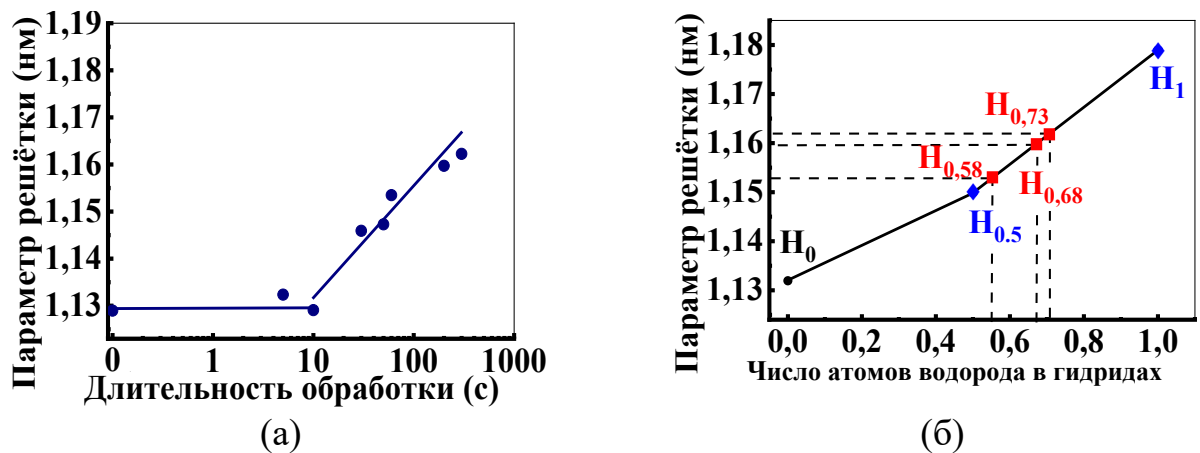 Параметр решётки (нм)
1,19
1,18
1,17
1,16
1,15
1,14
1,13
0 1 10 100 1000
Длительность обработки (с)
(а)
Параметр решётки (нм)
1,18
1,17
1,16
1,15
1,14
1,13
H1
H0,73
H0,58
H0,68
H0.5
H0
0,0 0,2 0,4 0,6 0,8 1,0
Число атомов водорода в гидридах
(б)